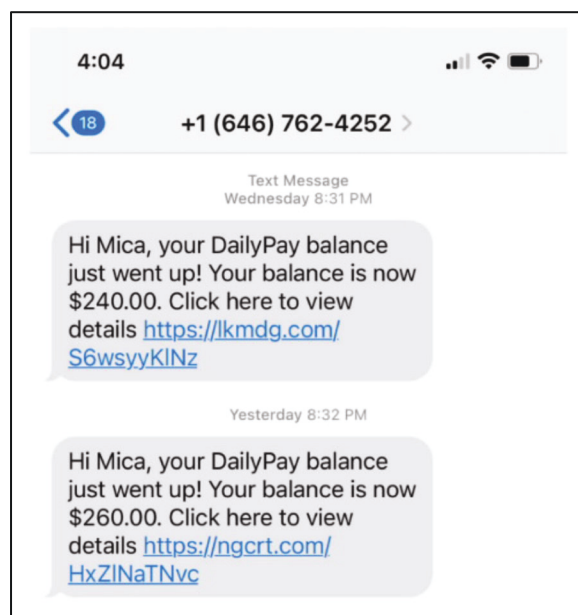 4:04
18
+1 (646) 762-4252
Text Message
Wednesday 8:31 PM
Hi Mica, your DailyPay balance
just went up! Your balance is now
$240.00. Click here to view
details https://lkmdg.com/
S6wsyyKlNz
Yesterday 8:32 PM
Hi Mica, your DailyPay balance
just went up! Your balance is now
$260.00. Click here to view
details https://ngcrt.com/
HxZlNaTNvc